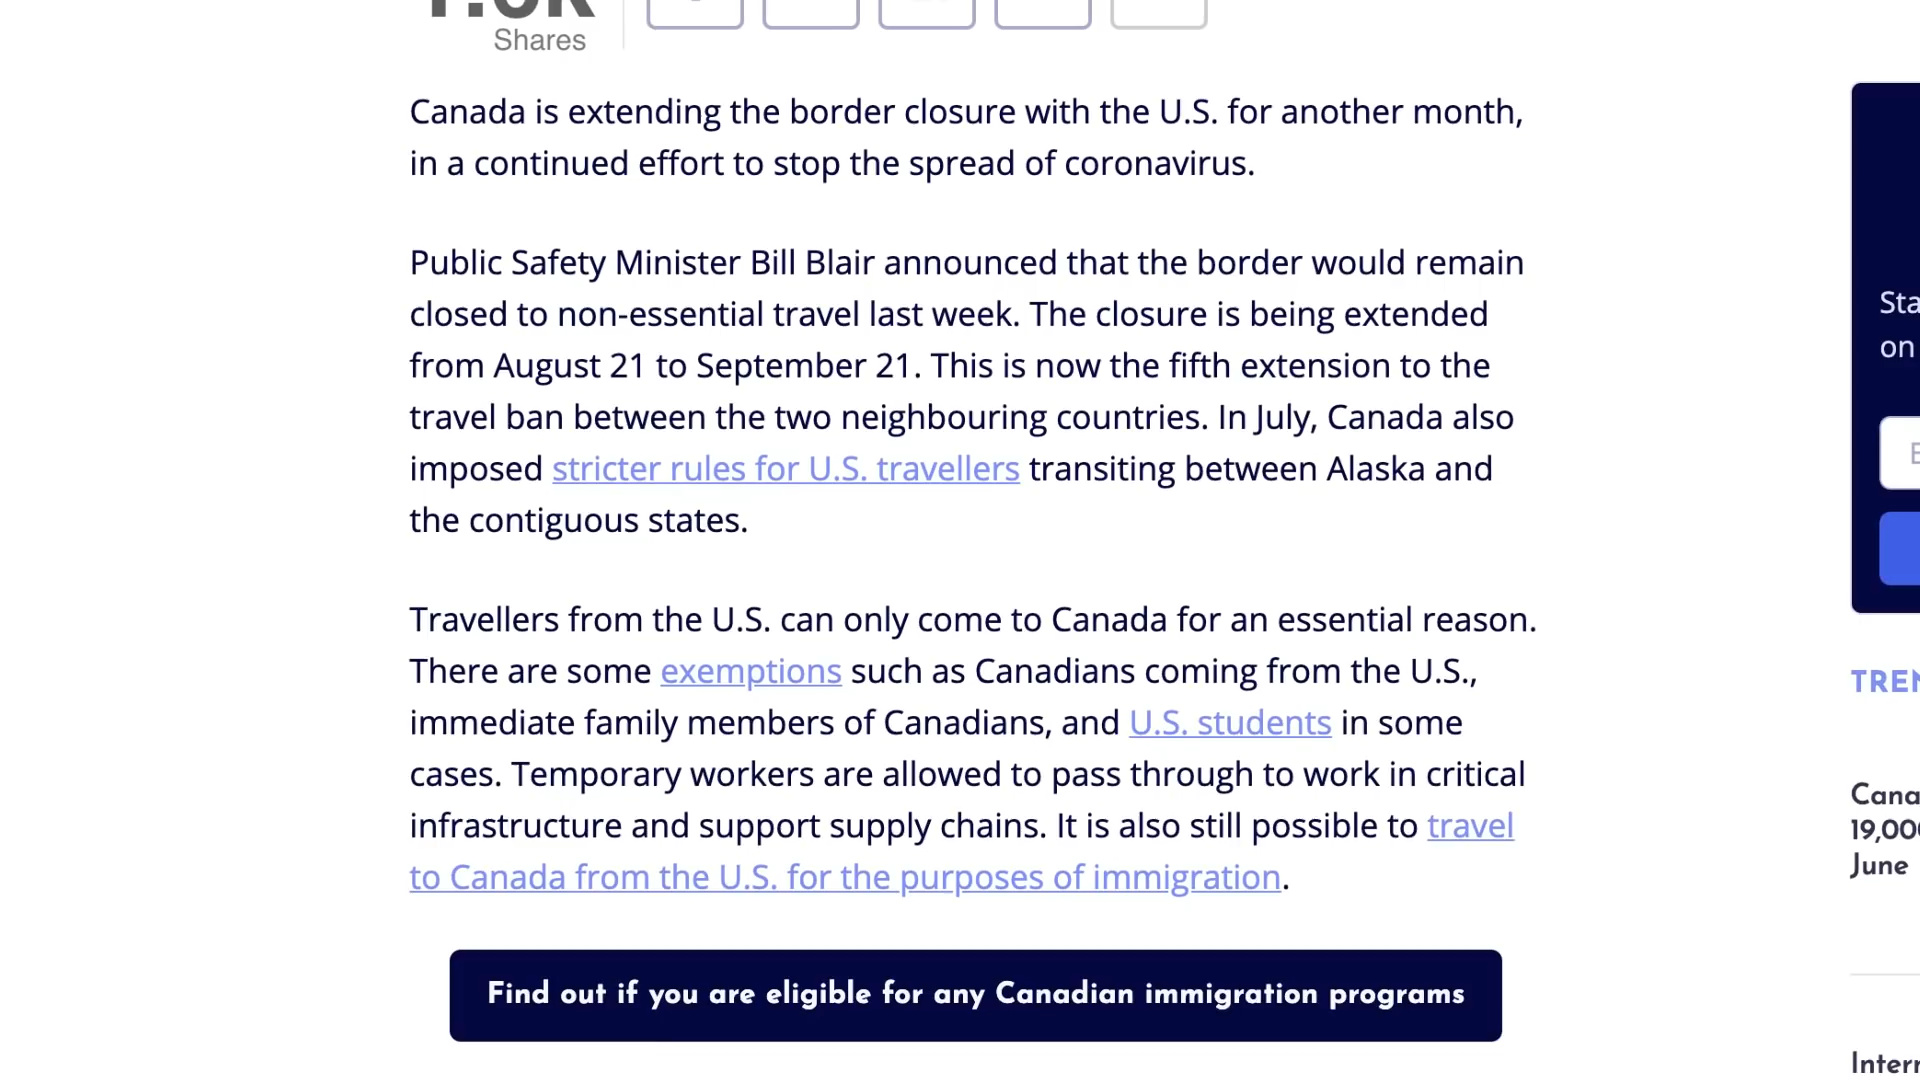 Shares
Canada is extending the border closure with the U.S. for another month,
in a continued effort to stop the spread of coronavirus.
Public Safety Minister Bill Blair announced that the border would remain
closed to non-essential travel last week. The closure is being extended
from August 21 to September 21. This is now the fifth extension to the
travel ban between the two neighbouring countries. In July, Canada also
imposed stricter rules for U.S. travellers transiting between Alaska and
the contiguous states.
Travellers from the U.S. can only come to Canada for an essential reason.
There are some exemptions such as Canadians coming from the U.S.,
immediate family members of Canadians, and U.S. students in some
cases. Temporary workers are allowed to pass through to work in critical
infrastructure and support supply chains. It is also still possible to travel
to Canada from the U.S. for the purposes of immigration.
Find out if you are eligible for any Canadian immigration programs
on
June